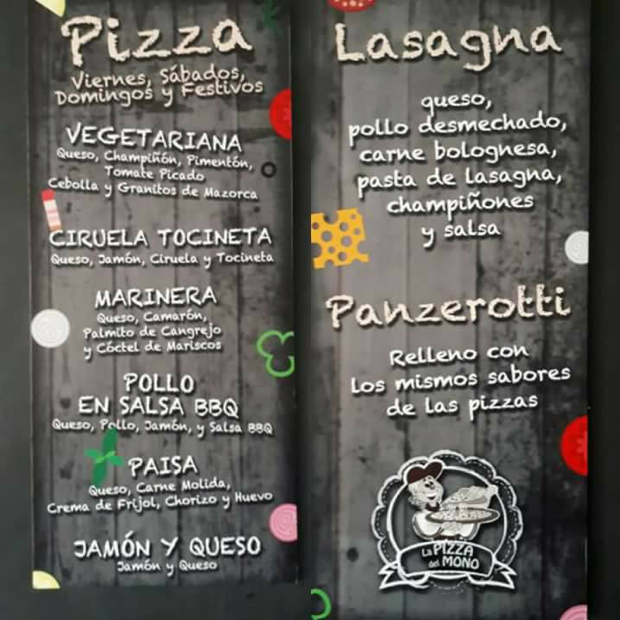 Pizza
Viernes, Sábados,
Domingos y Festivos
VEGETARIANA
Queso, Champiñón, Pimentón,
Tomate Picado
Cebolla y Granitos de Mazorca
CIRUELA TOCINETA
Queso, Jamón, Ciruela y Tocineta
MARINERA
Queso, Camarón,
Palmito de Cangrejo
y Cóctel de Mariscos
POLLO
EN SALSA BBQ
Queso, Pollo, Jamón, y Salsa BBQ
PAISA
Queso, Carne Molida,
Crema de Frijol, Chorizo y Huevo
JAMÓN Y QUESO
Jamón y Queso
Lasagna
queso,
pollo desmechado,
carne bolognesa,
pasta de lasagna,
champiñones
y salsa
Panzerotti
Relleno con
los mismos sabores
de las pizzas
La PIZZA
del MONO